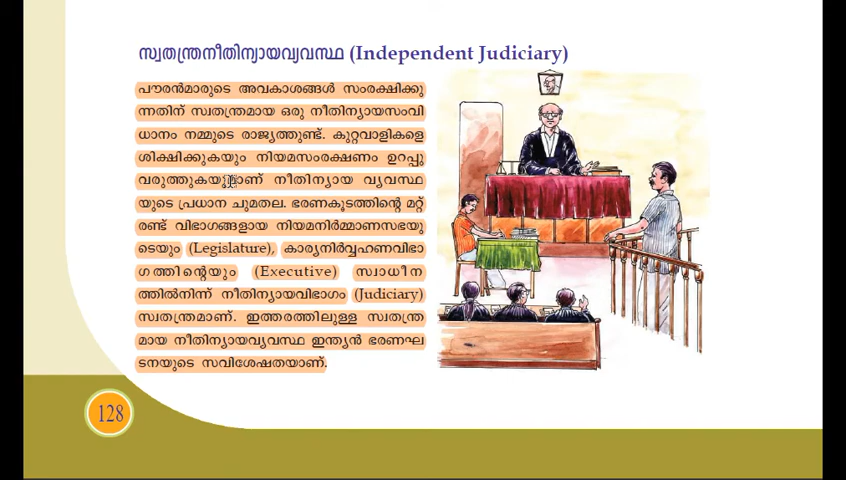 സ്വതന്ത്രനീതിന്യായവ്യവസ്ഥ (Independent Judiciary)
പൗരൻമാരുടെ അവകാശങ്ങൾ സംരക്ഷിക്കു
ന്നതിന് സ്വതന്ത്രമായ ഒരു നീതിന്യായസംവി
ധാനം നമ്മുടെ രാജ്യത്തുണ്ട്. കുറ്റവാളികളെ
ശിക്ഷിക്കുകയും നിയമസംരക്ഷണം ഉറപ്പു
വരുത്തുകയുമാണ് നീതിന്യായ വ്യവസ്ഥ
യുടെ പ്രധാന ചുമതല. ഭരണകൂടത്തിന്റെ മറ്റ്
രണ്ട് വിഭാഗങ്ങളായ നിയമനിർമ്മാണസഭയു
ടെയും (Legislature), കാര്യനിർവ്വഹണവിഭാ
ഗത്തിന്റെയും (Executive) സ്വാധീന
ത്തിൽനിന്ന് നീതിന്യായവിഭാഗം (Judiciary)
സ്വതന്ത്രമാണ്. ഇത്തരത്തിലുള്ള സ്വതന്ത്ര
മായ നീതിന്യായവ്യവസ്ഥ ഇന്ത്യൻ ഭരണഘ
ടനയുടെ സവിശേഷതയാണ്.
128